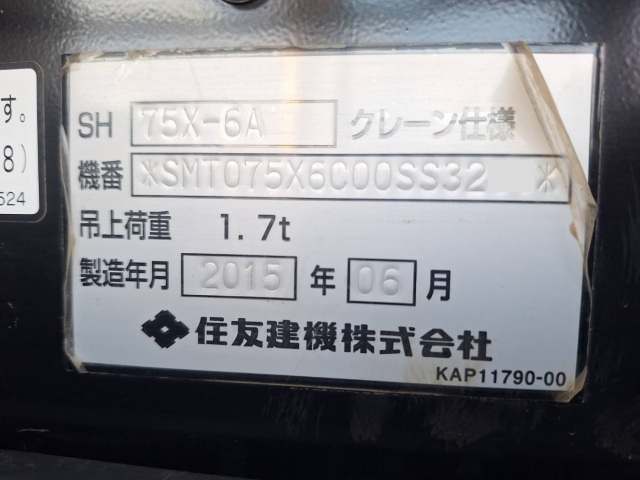 す。
8)
524
SH 75X-6A クレーン仕様
機番 *SMT075X6C00SS32 *
吊上荷重 1.7t
製造年月 2015 年 06 月
住友建機株式会社
KAP11790-00